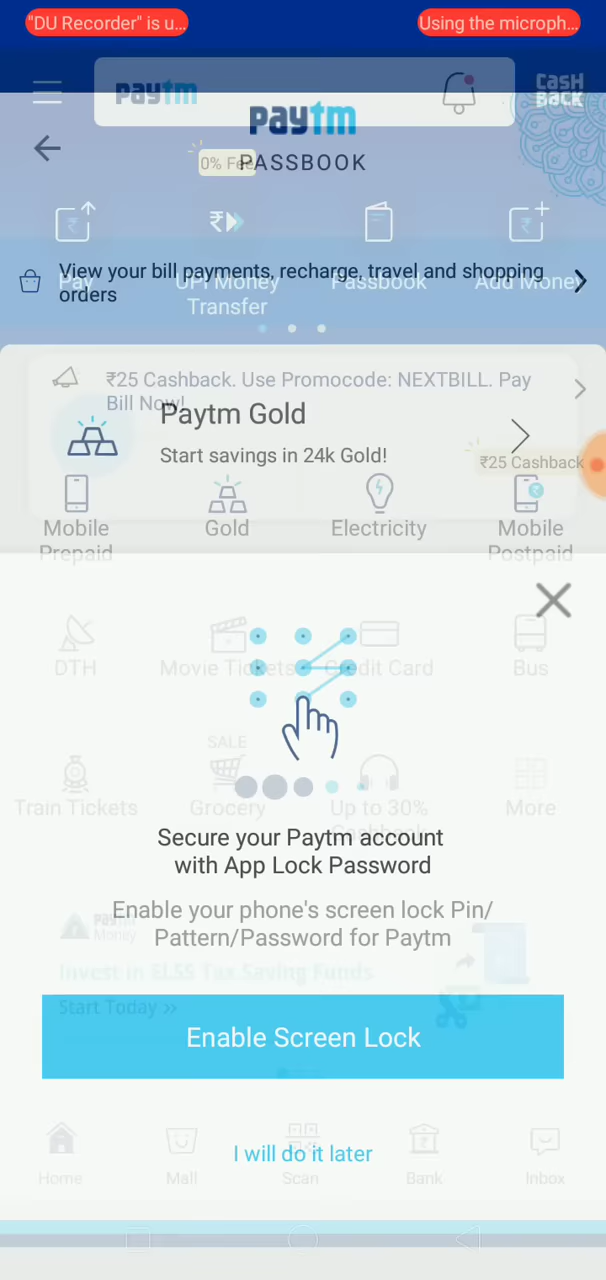 "DU Recorder" is u...
Using the microph...
paytm
CASH
BACK
paytm
0% Fee
PASSBOOK
View your bill payments, recharge, travel and shopping
orders
Pay
UPI Money
Transfer
Passbook
Add Money
₹25 Cashback. Use Promocode: NEXTBILL. Pay
Bill Now!
Paytm Gold
Start savings in 24k Gold!
₹25 Cashback
Mobile
Prepaid
Gold
Electricity
Mobile
Postpaid
DTH
Movie Tickets
Credit Card
Bus
SALE
Train Tickets
Grocery
Up to 30%
Cashback
More
Secure your Paytm account
with App Lock Password
Enable your phone's screen lock Pin/
Pattern/Password for Paytm
paytm
Money
Invest in ELSS Tax Saving Funds
Start Today >>
Enable Screen Lock
I will do it later
Home
Mall
Scan
Bank
Inbox